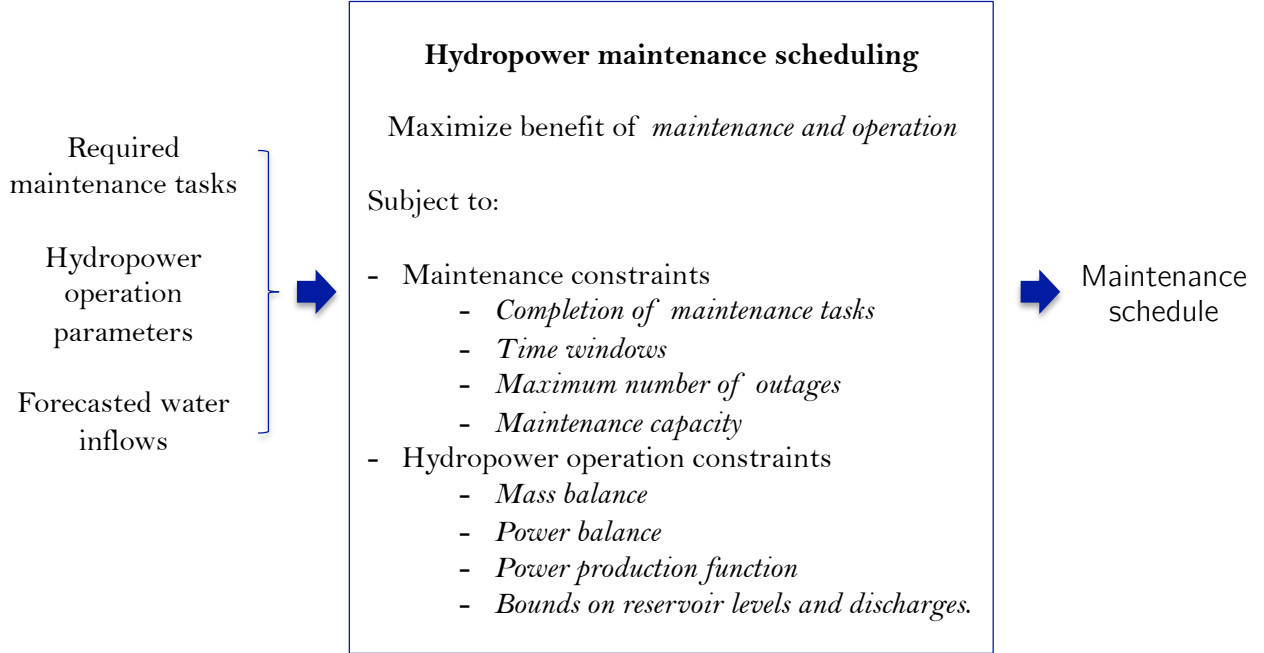 Required
maintenance tasks
Hydropower
operation
parameters
Forecasted water
inflows
Hydropower maintenance scheduling
Maximize benefit of maintenance and operation
Subject to:
- Maintenance constraints
- Completion of maintenance tasks
- Time windows
- Maximum number of outages
- Maintenance capacity
- Hydropower operation constraints
- Mass balance
- Power balance
- Power production function
- Bounds on reservoir levels and discharges.
Maintenance
schedule